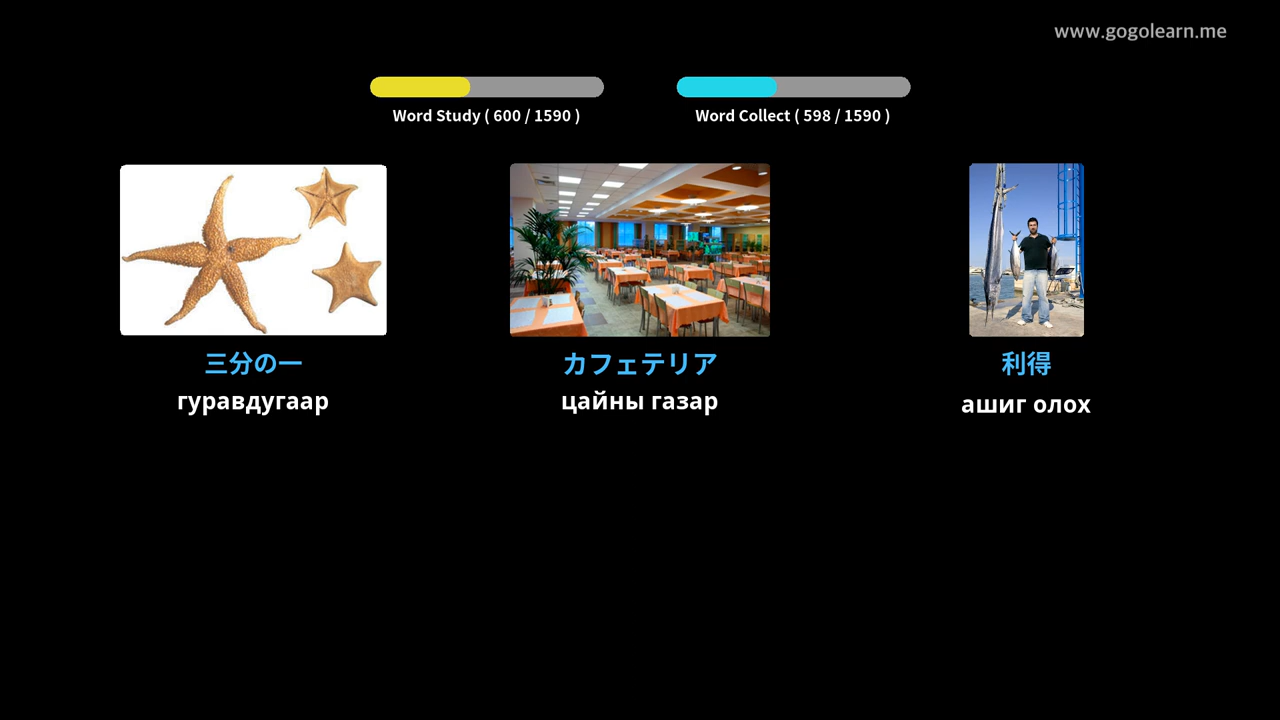 www.gogolearn.me
Word Study ( 600 / 1590 )
Word Collect ( 598 / 1590 )
三分の一
гуравдугаар
カフェテリア
цайны газар
利得
ашиг олох